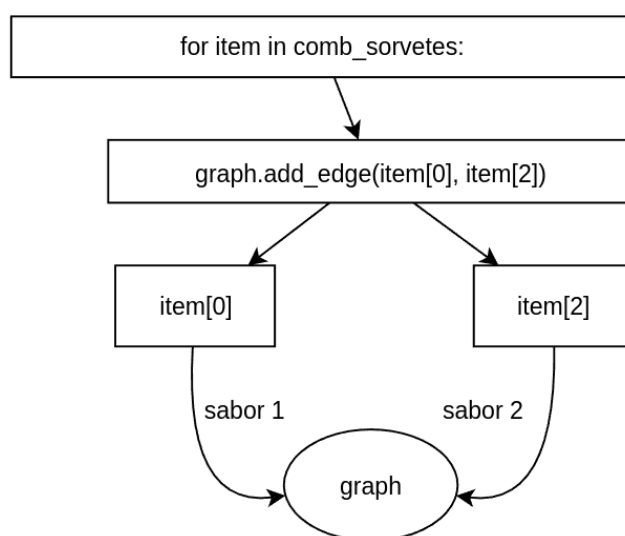 for item in comb_sorvetes:
graph.add_edge(item[0], item[2])
item[0]
item[2]
sabor 1
sabor 2
graph